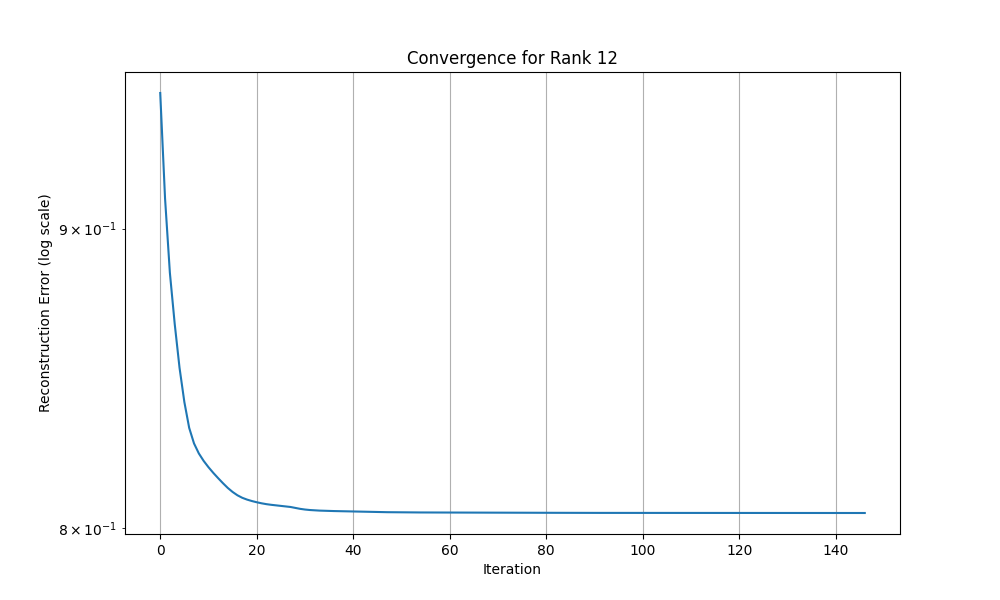 Convergence for Rank 12
Reconstruction Error (log scale)
9 × 10⁻¹
8 × 10⁻¹
0 20 40 60 80 100 120 140
Iteration